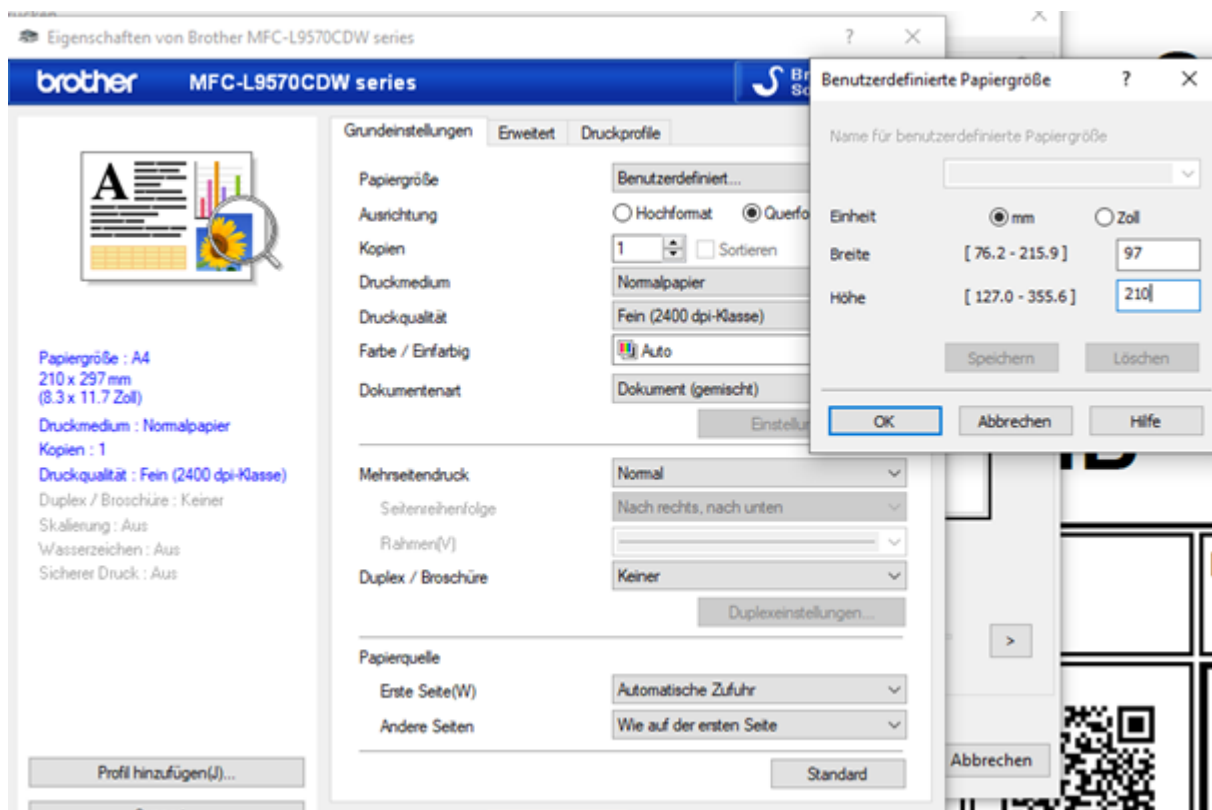 Eigenschaften von Brother MFC-L9570CDW series
?
brother MFC-L9570CDW series
Grundeinstellungen Erweitert Druckprofile
A
Papiergröße Benutzerdefiniert...
Ausrichtung Hochformat Querfo
Kopien 1 Sortieren
Druckmedium Normalpapier
Druckqualität Fein (2400 dpi-Klasse)
Farbe / Einfarbig Auto
Dokumentenart Dokument (gemischt)
Einstellu
Papiergröße : A4
210 x 297 mm
(8.3 x 11.7 Zoll)
Druckmedium : Normalpapier
Kopien : 1
Druckqualität : Fein (2400 dpi-Klasse)
Duplex / Broschüre : Keiner
Skalierung : Aus
Wasserzeichen : Aus
Sicherer Druck : Aus
Mehrseitendruck Normal
Seitenreihenfolge Nach rechts, nach unten
Rahmen(V)
Duplex / Broschüre Keiner
Duplexeinstellungen...
Papierquelle
Erste Seite(W) Automatische Zufuhr
Andere Seiten Wie auf der ersten Seite
Standard
Profil hinzufügen(J)...
Benutzerdefinierte Papiergröße ?
Name für benutzerdefinierte Papiergröße
Einheit mm Zoll
Breite [ 76.2 - 215.9 ] 97
Höhe [ 127.0 - 355.6 ] 210
Speichern Löschen
OK Abbrechen Hilfe
>
Abbrechen